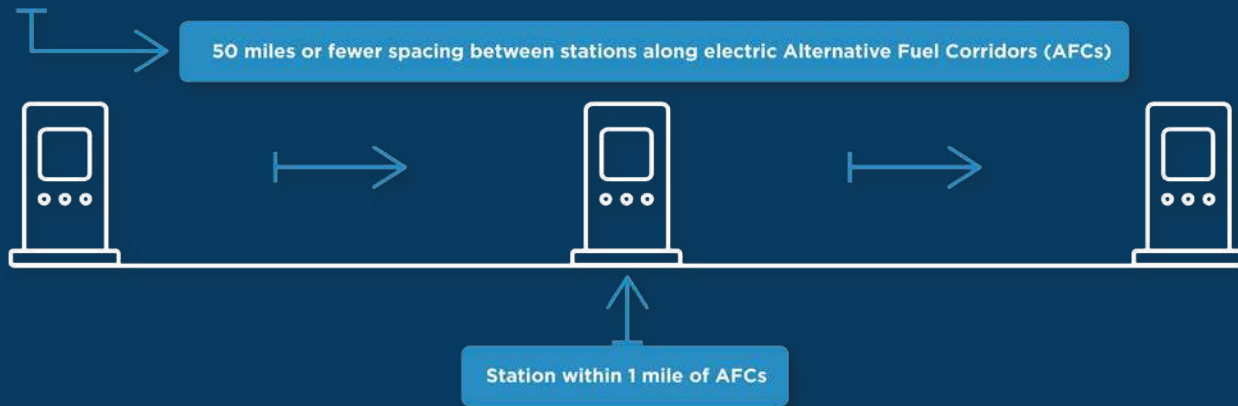 50 miles or fewer spacing between stations along electric Alternative Fuel Corridors (AFCs)
Station within 1 mile of AFCs